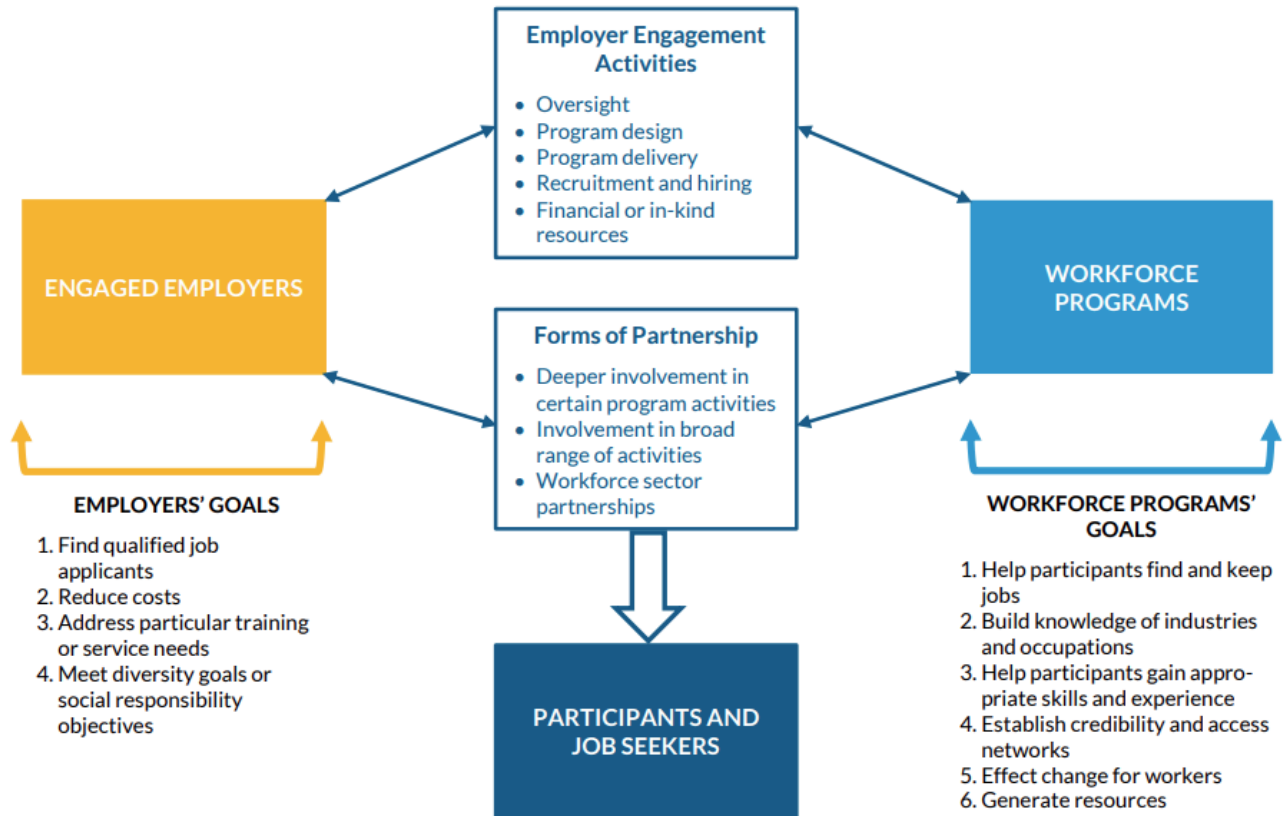 Employer Engagement
Activities
• Oversight
• Program design
• Program delivery
• Recruitment and hiring
• Financial or in-kind
resources
ENGAGED EMPLOYERS
WORKFORCE
PROGRAMS
Forms of Partnership
• Deeper involvement in
certain program activities
• Involvement in broad
range of activities
• Workforce sector
partnerships
EMPLOYERS’ GOALS
1. Find qualified job
applicants
2. Reduce costs
3. Address particular training
or service needs
4. Meet diversity goals or
social responsibility
objectives
PARTICIPANTS AND
JOB SEEKERS
WORKFORCE PROGRAMS’
GOALS
1. Help participants find and keep
jobs
2. Build knowledge of industries
and occupations
3. Help participants gain appro-
priate skills and experience
4. Establish credibility and access
networks
5. Effect change for workers
6. Generate resources